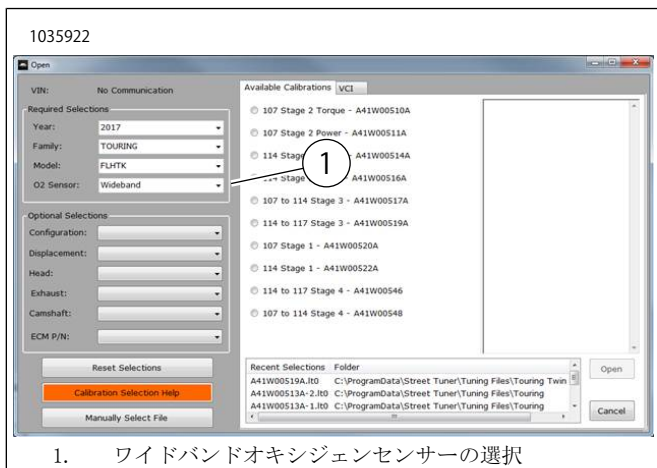 1035922
Open
VIN: No Communication
Required Selections
Year: 2017
Family: TOURING
Model: FLHTK
O2 Sensor: Wideband
Optional Selections
Configuration:
Displacement:
Head:
Exhaust:
Camshaft:
ECM P/N:
Reset Selections
Calibration Selection Help
Manually Select File
Available Calibrations VCI
107 Stage 2 Torque - A41W00510A
107 Stage 2 Power - A41W00511A
114 Stage - A41W00514A
Stage A41W00516A
107 to 114 Stage 3 - A41W00517A
114 to 117 Stage 3 - A41W00519A
107 Stage 1 - A41W00520A
114 Stage 1 - A41W00522A
114 to 117 Stage 4 - A41W00546
107 to 114 Stage 4 - A41W00548
1
Recent Selections Folder
A41W00519A.lt0 C:\ProgramData\Street Tuner\Tuning Files\Touring Twin
A41W00513A-2.lt0 C:\ProgramData\Street Tuner\Tuning Files\Touring
A41W00513A-1.lt0 C:\ProgramData\Street Tuner\Tuning Files\Touring
Open
Cancel
1. ワイドバンドオキシジェンセンサーの選択